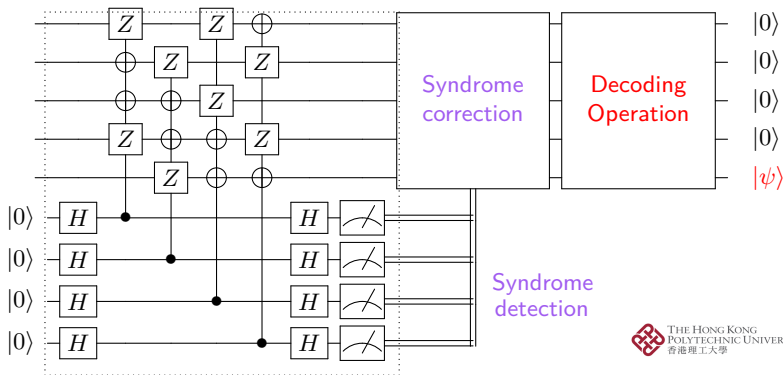 Z Z |0⟩
Z Z |0⟩
Syndrome correction
Decoding Operation
Z |0⟩
Z Z |0⟩
Z |ψ⟩
|0⟩ H H
|0⟩ H H
Syndrome detection
|0⟩ H H
|0⟩ H H
THE HONG KONG
POLYTECHNIC UNIVER
香港理工大學